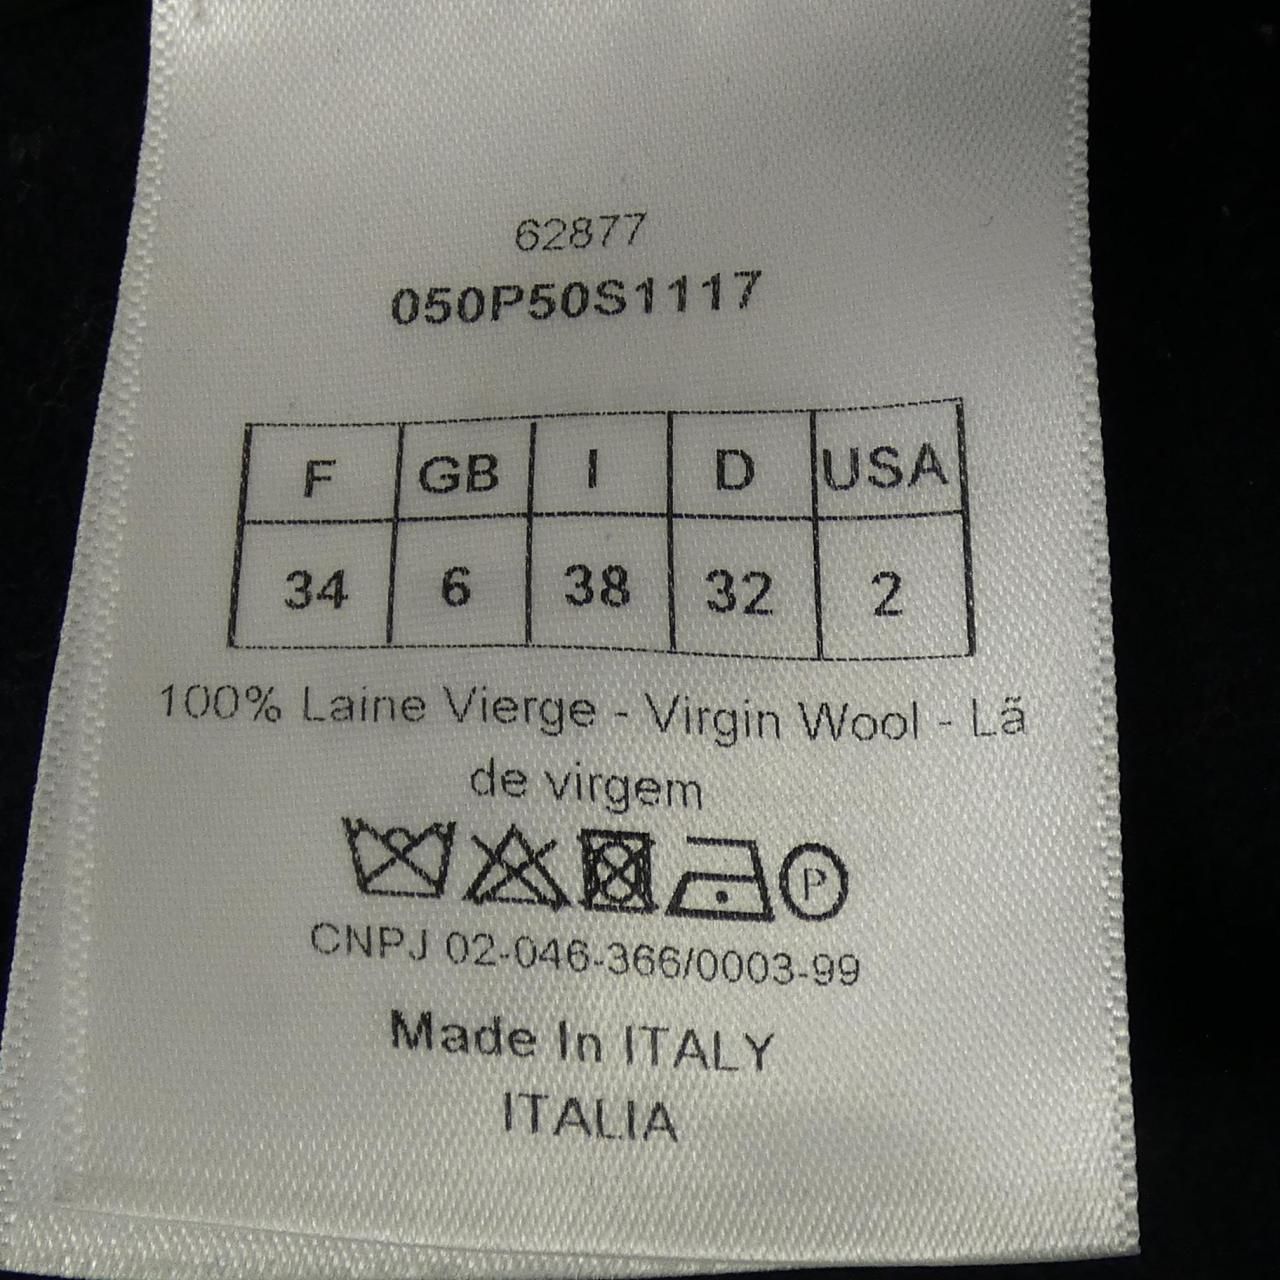 62877
050P50S1117
F GB I D USA
34 6 38 32 2
100% Laine Vierge - Virgin Wool - Lã
de virgem
P
CNPJ 02-046-366/0003-99
Made In ITALY
ITALIA